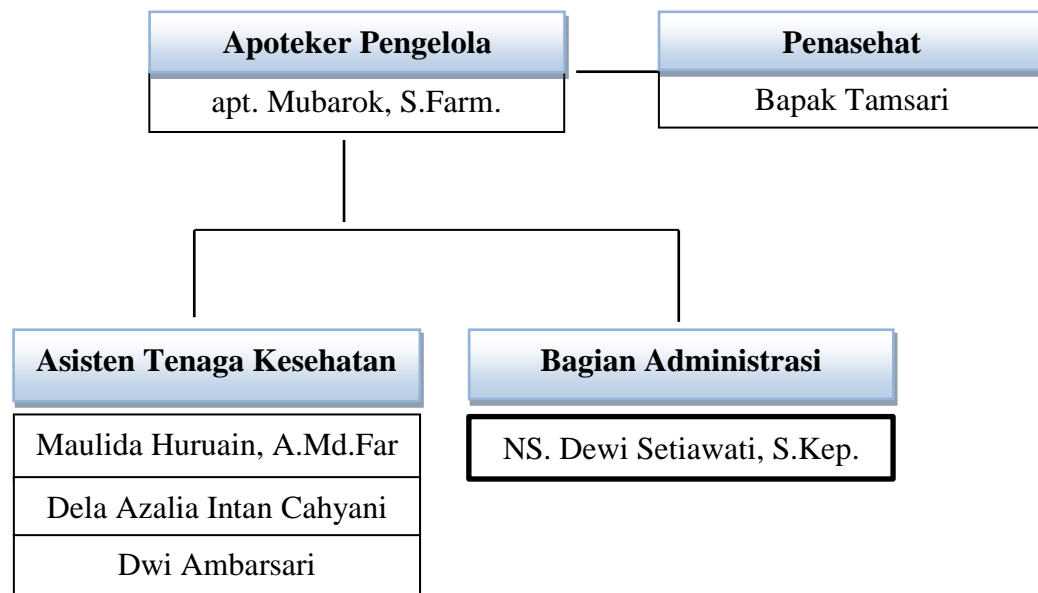 Apoteker Pengelola
apt. Mubarok, S.Farm.
Penasehat
Bapak Tamsari
Asisten Tenaga Kesehatan
Maulida Huruain, A.Md.Far
Dela Azalia Intan Cahyani
Dwi Ambarsari
Bagian Administrasi
NS. Dewi Setiawati, S.Kep.